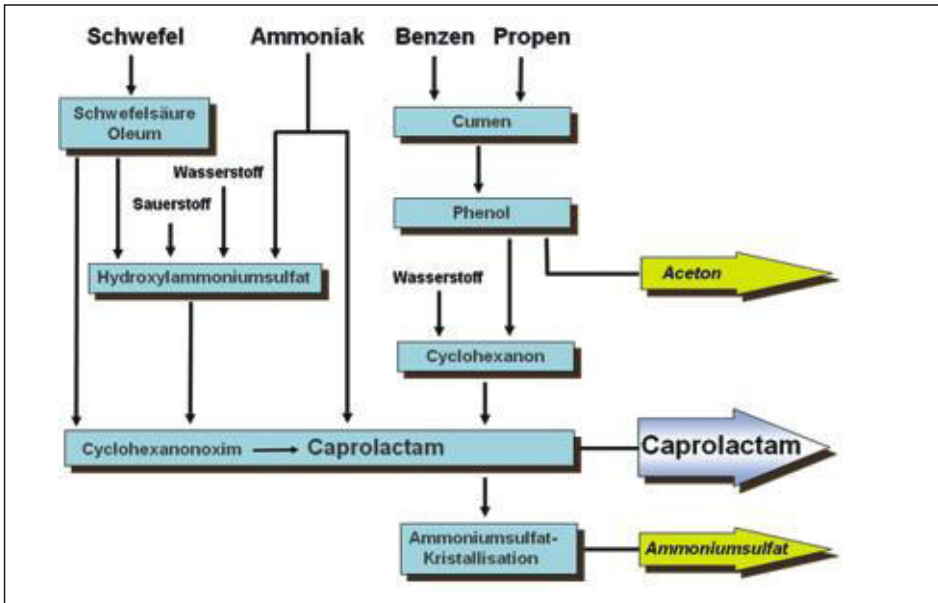 Schwefel Ammoniak Benzen Propen
Schwefelsäure
Oleum
Cumen
Wasserstoff
Sauerstoff
Phenol
Hydroxylammoniumsulfat
Wasserstoff
Aceton
Cyclohexanon
Cyclohexanonoxim Caprolactam
Caprolactam
Ammoniumsulfat-
Kristallisation
Ammoniumsulfat